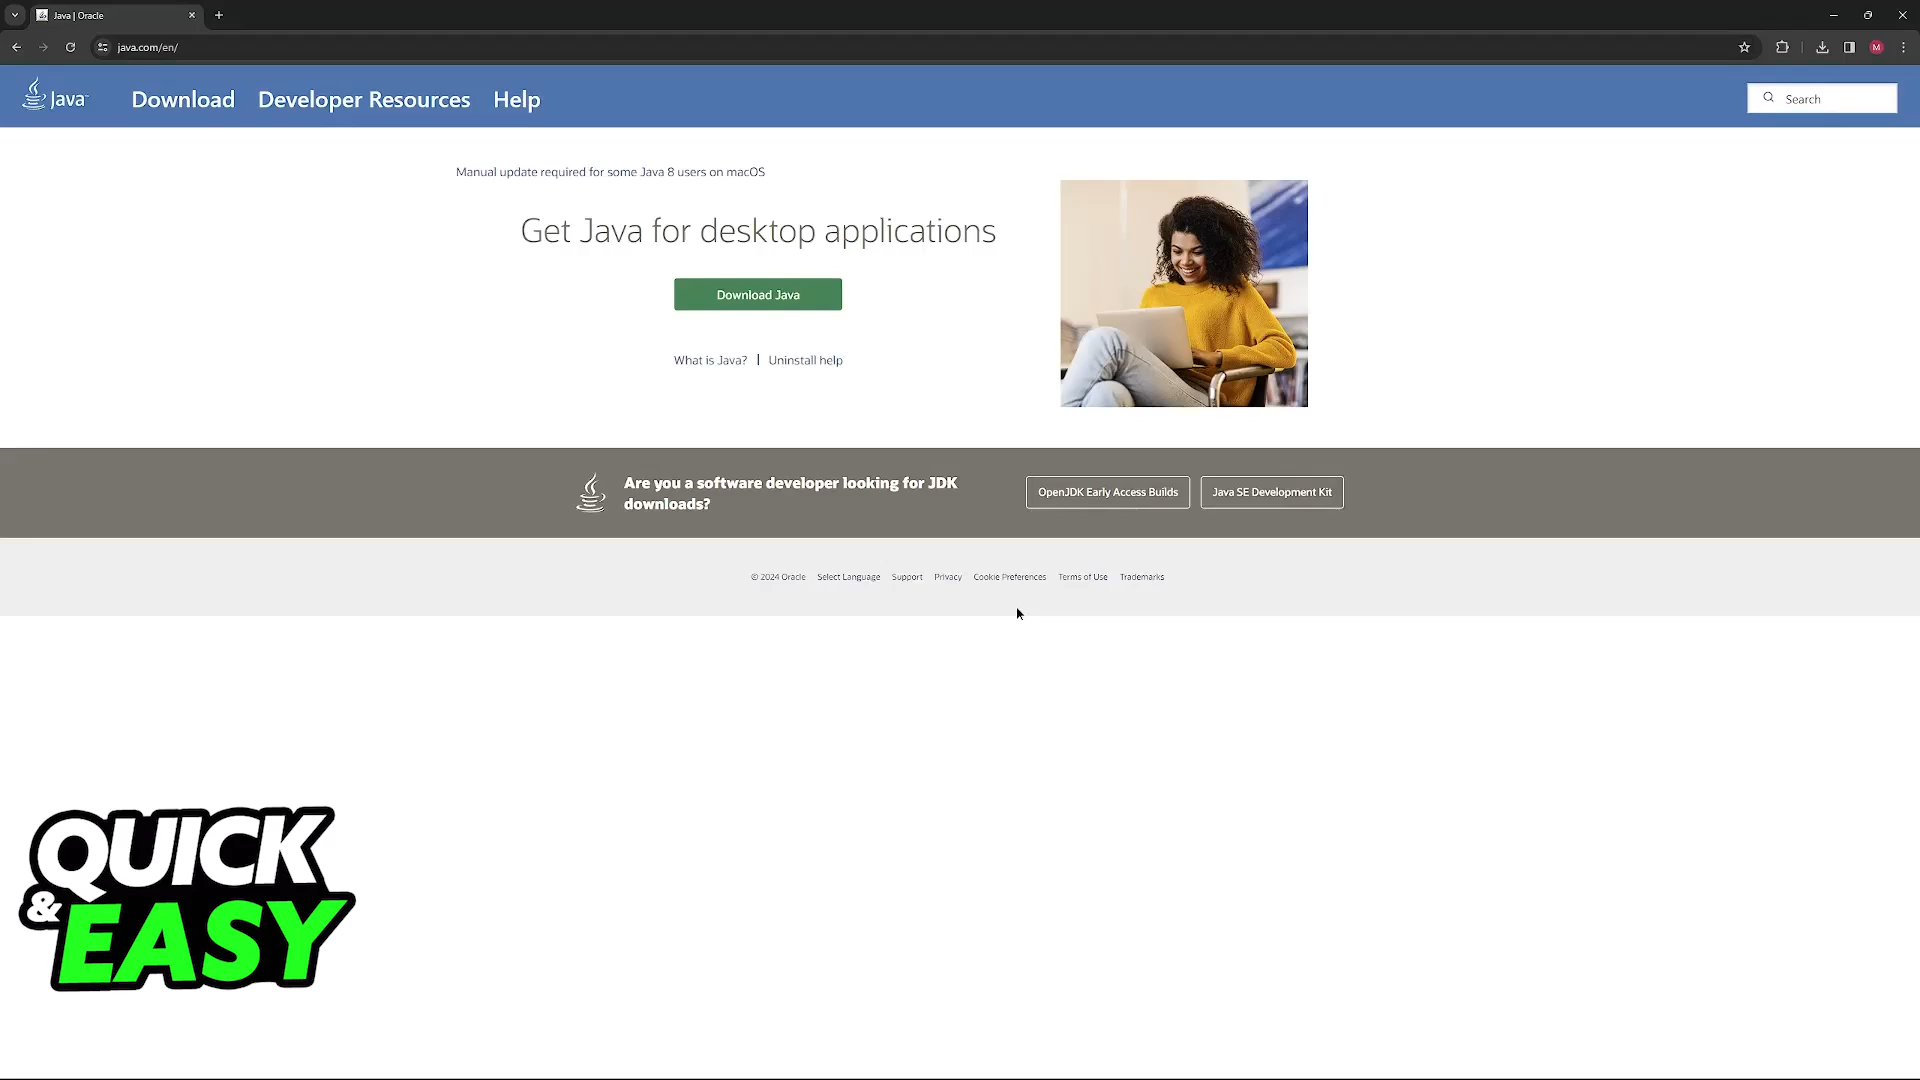 Java | Oracle
java.com/en/
M
Java™
Download
Developer Resources
Help
Search
Manual update required for some Java 8 users on macOS
Get Java for desktop applications
Download Java
What is Java? | Uninstall help
Are you a software developer looking for JDK
downloads?
OpenJDK Early Access Builds
Java SE Development Kit
© 2024 Oracle Select Language Support Privacy Cookie Preferences Terms of Use Trademarks
QUICK
& EASY